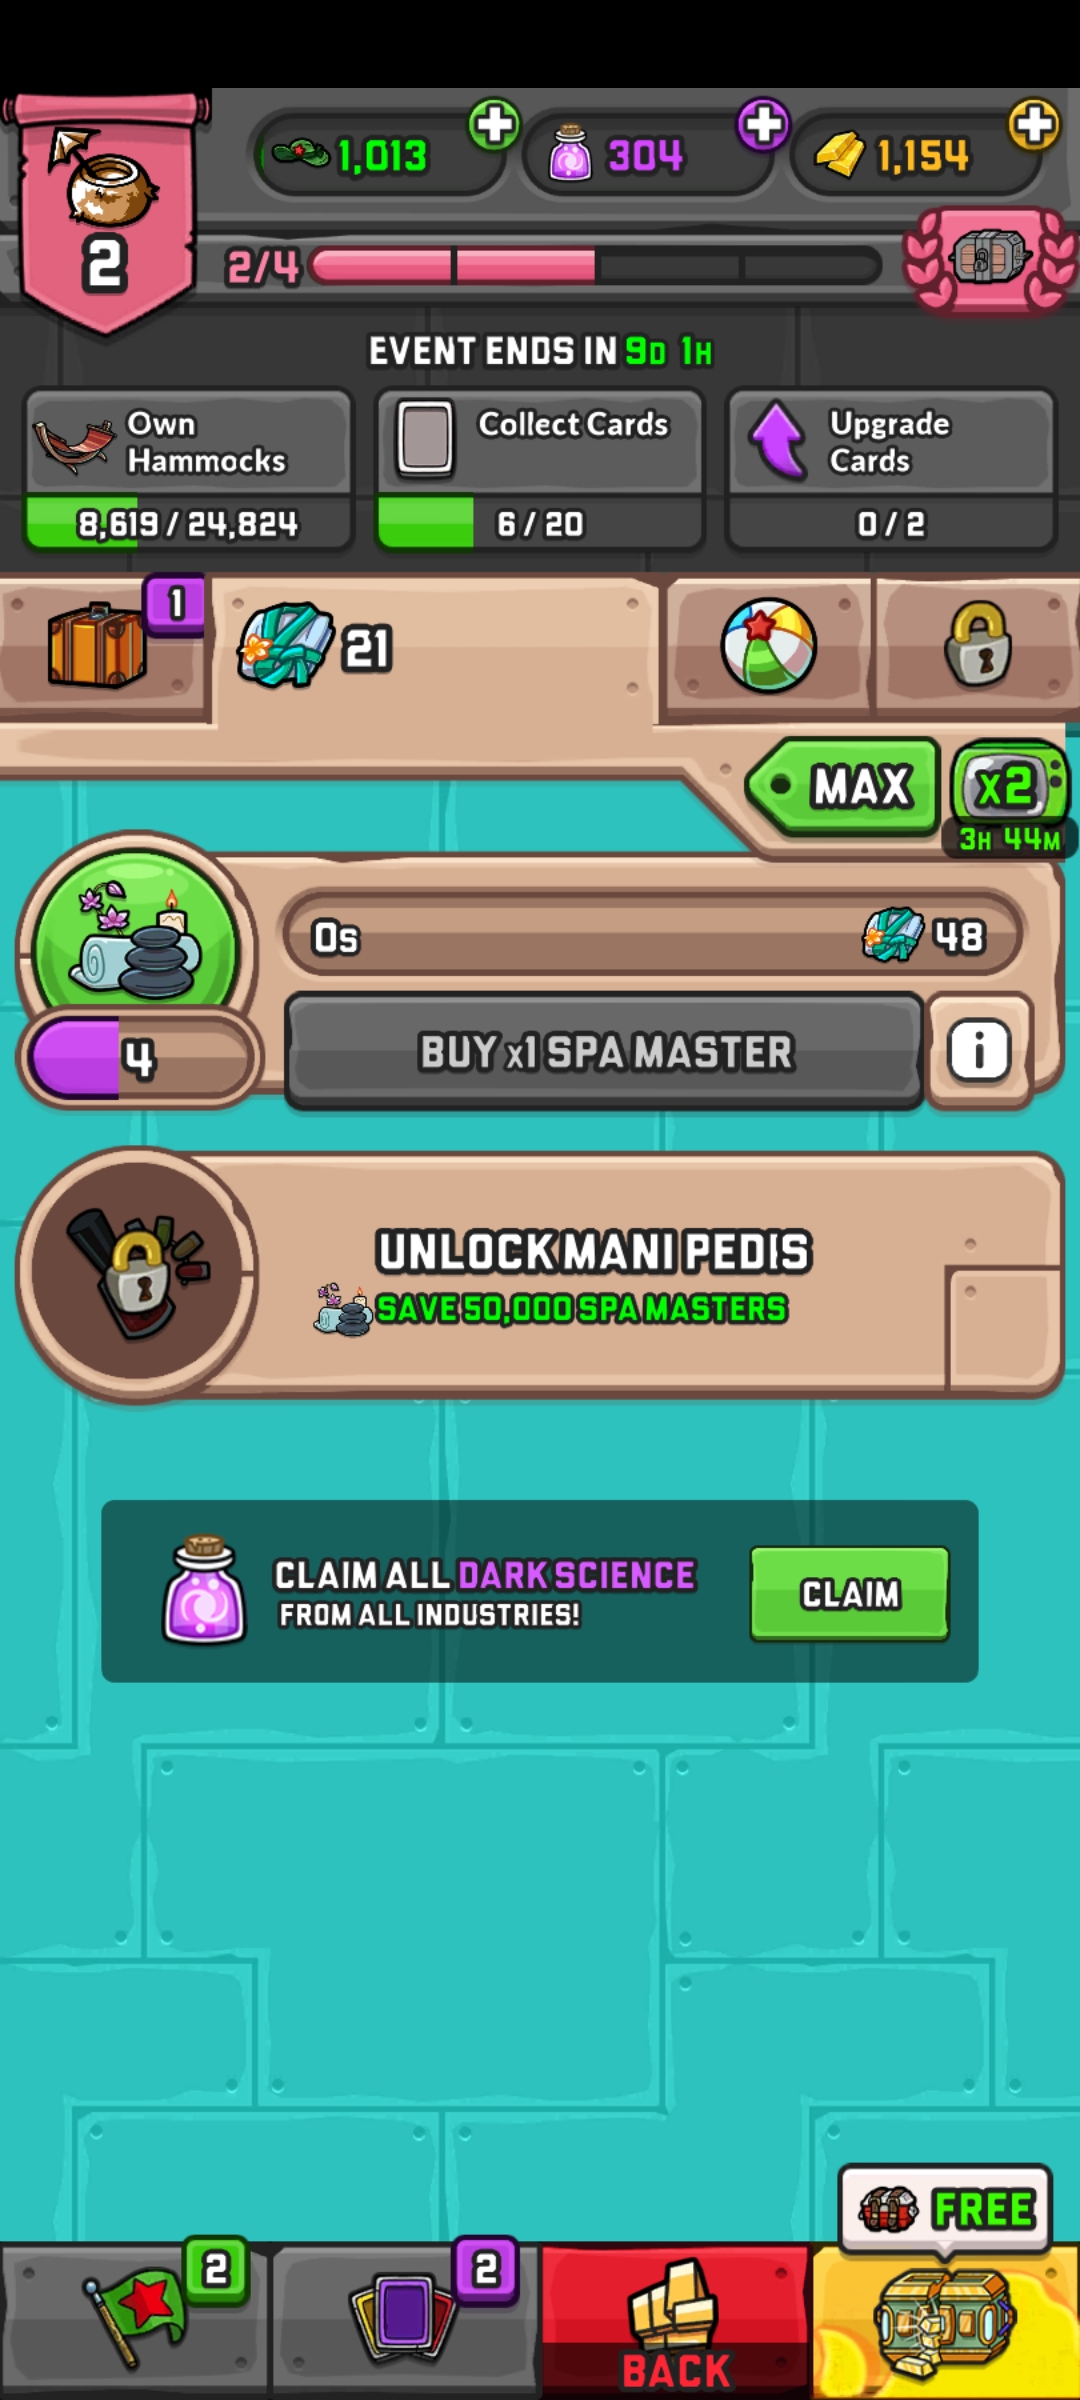 1,013
304
1,154
2
2/4
EVENT ENDS IN 9D 1H
Own
Hammocks
8,619 / 24,824
Collect Cards
6 / 20
Upgrade
Cards
0 / 2
1
21
MAX
x2
3H 44M
0s
48
4
BUY x1 SPA MASTER
i
UNLOCK MANI PEDIS
SAVE 50,000 SPA MASTERS
CLAIM ALL DARK SCIENCE
FROM ALL INDUSTRIES!
CLAIM
FREE
2
2
BACK